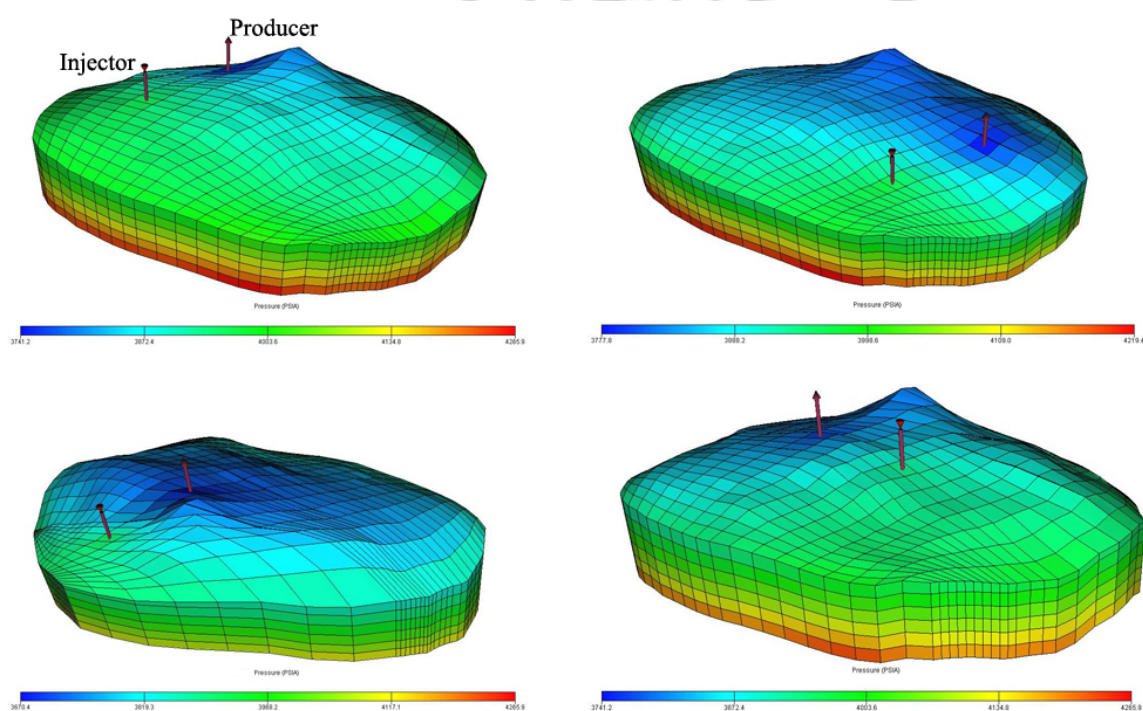 Producer
Injector
Pressure (PSIA)
3741.2 3872.4 4003.6 4134.8 4265.9
Pressure (PSIA)
3777.8 3888.2 3998.6 4109.0 4219.4
Pressure (PSIA)
3670.4 3819.3 3968.2 4117.1 4265.9
Pressure (PSIA)
3741.2 3872.4 4003.6 4134.8 4265.9